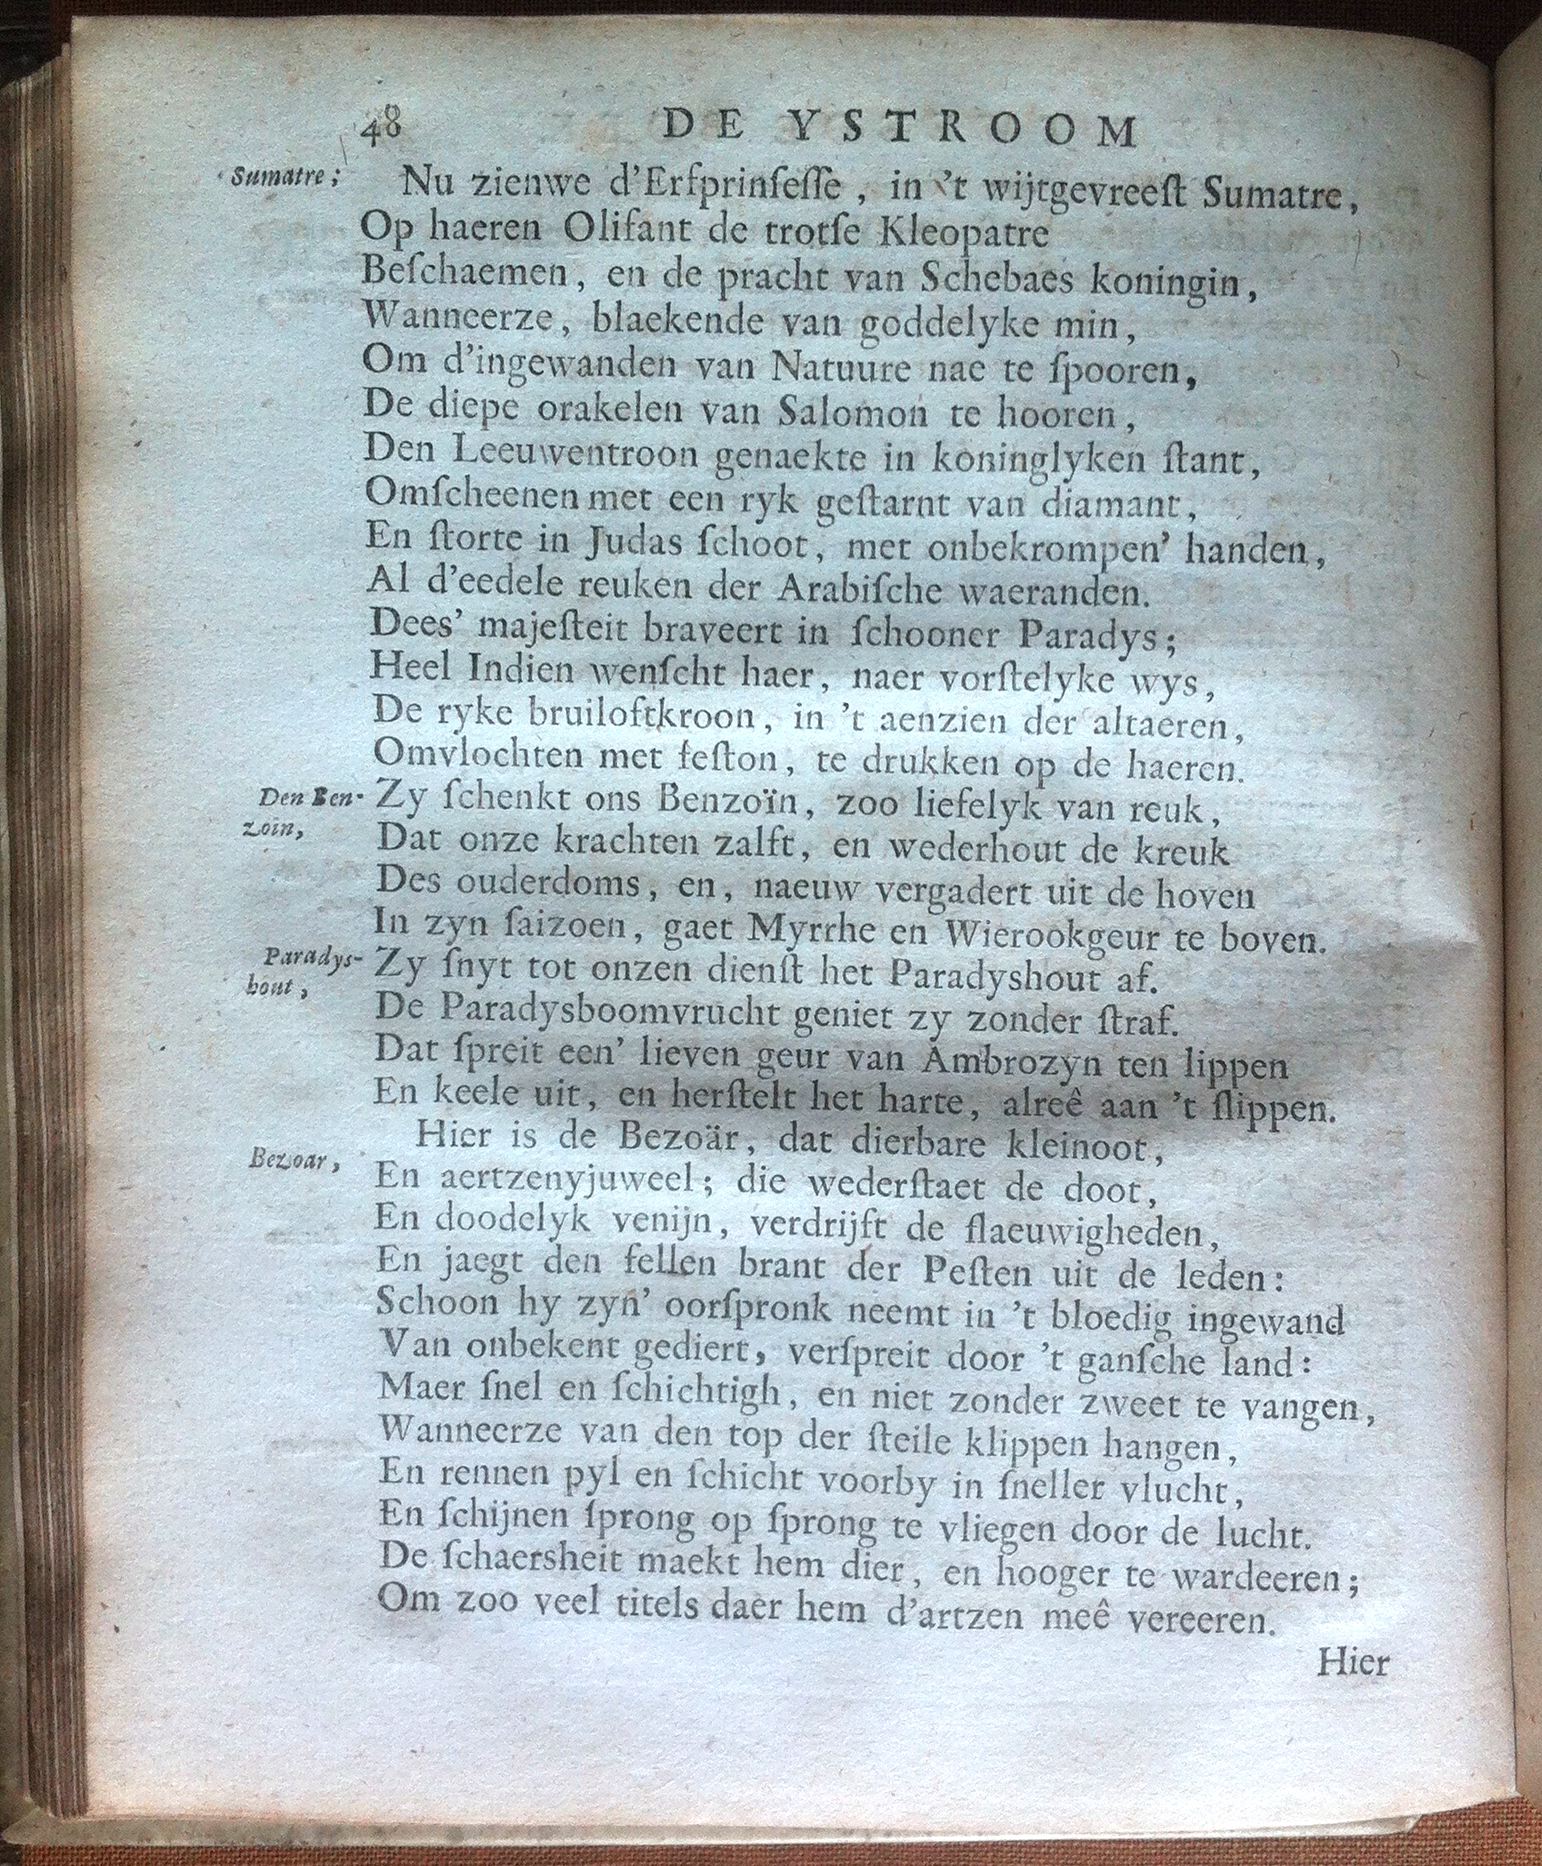 48 DE YSTROOM
Sumatre; Nu zienwe d'Erfprinſeſſe, in 't wijtgevreeſt Sumatre,
Op haeren Olifant de trotſe Kleopatre
Beſchaemen, en de pracht van Schebaes koningin,
Wanneerze, blaekende van goddelyke min,
Om d'ingewanden van Natuure nae te ſpooren,
De diepe orakelen van Salomon te hooren,
Den Leeuwentroon genaekte in koninglyken ſtant,
Omſcheenen met een ryk geſtarnt van diamant,
En ſtorte in Judas ſchoot, met onbekrompen' handen,
Al d'eedele reuken der Arabiſche waeranden.
Dees' majeſteit braveert in ſchooner Paradys;
Heel Indien wenſcht haer, naer vorſtelyke wys,
De ryke bruiloftkroon, in 't aenzien der altaeren,
Omvlochten met feſton, te drukken op de haeren.
Den Ben- Zy ſchenkt ons Benzoïn, zoo liefelyk van reuk,
zoin, Dat onze krachten zalft, en wederhout de kreuk
Des ouderdoms, en, naeuw vergadert uit de hoven
In zyn ſaizoen, gaet Myrrhe en Wierookgeur te boven.
Paradys- Zy ſnyt tot onzen dienſt het Paradyshout af.
hout, De Paradysboomvrucht geniet zy zonder ſtraf.
Dat ſpreit een' lieven geur van Ambrozyn ten lippen
En keele uit, en herſtelt het harte, alreê aan 't ſlippen.
Hier is de Bezoär, dat dierbare kleinoot,
Bezoar, En aertzenyjuweel; die wederſtaet de doot,
En doodelyk venijn, verdrijft de flaeuwigheden,
En jaegt den fellen brant der Peſten uit de leden:
Schoon hy zyn' oorſpronk neemt in 't bloedig ingewand
Van onbekent gediert, verſpreit door 't ganſche land:
Maer ſnel en ſchichtigh, en niet zonder zweet te vangen,
Wanneerze van den top der ſteile klippen hangen,
En rennen pyl en ſchicht voorby in ſneller vlucht,
En ſchijnen ſprong op ſprong te vliegen door de lucht.
De ſchaersheit maekt hem dier, en hooger te wardeeren;
Om zoo veel titels daer hem d'artzen meê vereeren.
Hier